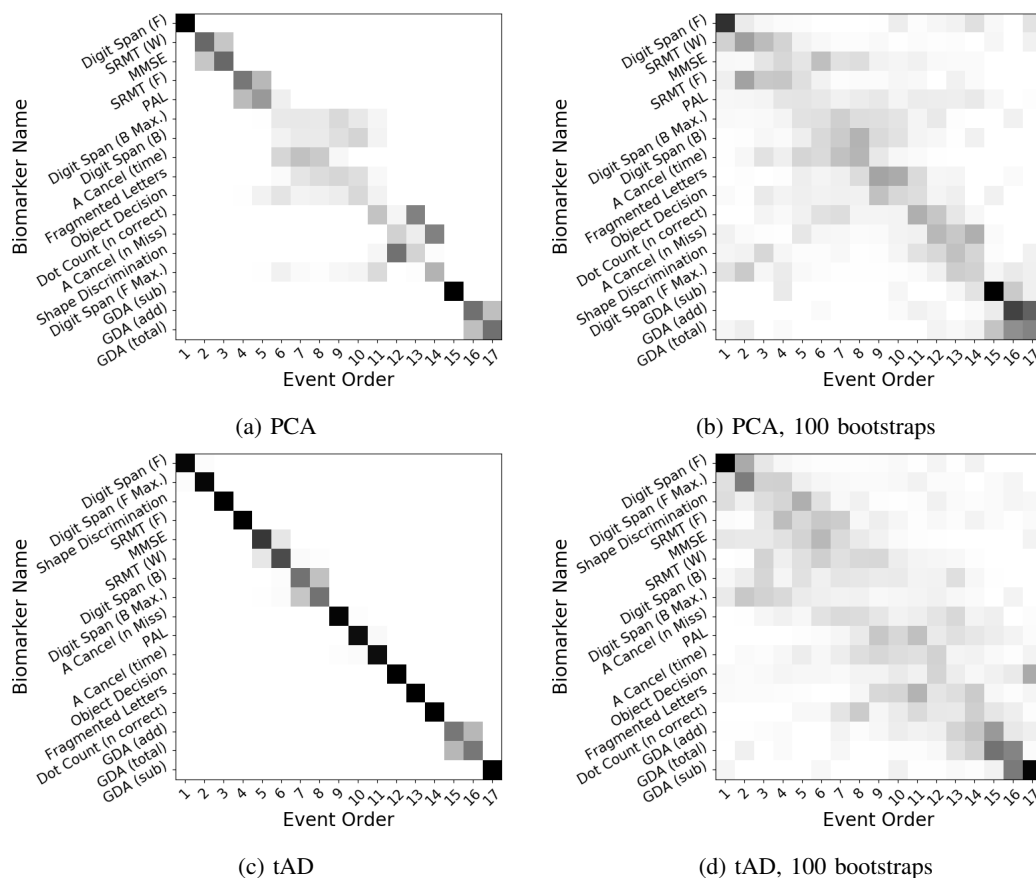 Digit Span (F)
SRMT (W)
MMSE
SRMT (F)
PAL
Digit Span (B Max.)
Digit Span (B)
A Cancel (time)
Fragmented Letters
Object Decision
Dot Count (n correct)
A Cancel (n Miss)
Shape Discrimination
Digit Span (F Max.)
GDA (sub)
GDA (add)
GDA (total)
Biomarker Name
1 2 3 4 5 6 7 8 9 10 11 12 13 14 15 16 17
Event Order
(a) PCA
Digit Span (F)
SRMT (W)
MMSE
SRMT (F)
PAL
Digit Span (B Max.)
Digit Span (B)
A Cancel (time)
Fragmented Letters
Object Decision
Dot Count (n correct)
A Cancel (n Miss)
Shape Discrimination
Digit Span (F Max.)
GDA (sub)
GDA (add)
GDA (total)
Biomarker Name
1 2 3 4 5 6 7 8 9 10 11 12 13 14 15 16 17
Event Order
(b) PCA, 100 bootstraps
Digit Span (F)
Digit Span (F Max.)
Shape Discrimination
SRMT (F)
MMSE
SRMT (W)
Digit Span (B)
Digit Span (B Max.)
A Cancel (n Miss)
PAL
A Cancel (time)
Object Decision
Fragmented Letters
Dot Count (n correct)
GDA (add)
GDA (total)
GDA (sub)
Biomarker Name
1 2 3 4 5 6 7 8 9 10 11 12 13 14 15 16 17
Event Order
(c) tAD
Digit Span (F)
Digit Span (F Max.)
Shape Discrimination
SRMT (F)
MMSE
SRMT (W)
Digit Span (B)
Digit Span (B Max.)
A Cancel (n Miss)
PAL
A Cancel (time)
Object Decision
Fragmented Letters
Dot Count (n correct)
GDA (add)
GDA (total)
GDA (sub)
Biomarker Name
1 2 3 4 5 6 7 8 9 10 11 12 13 14 15 16 17
Event Order
(d) tAD, 100 bootstraps